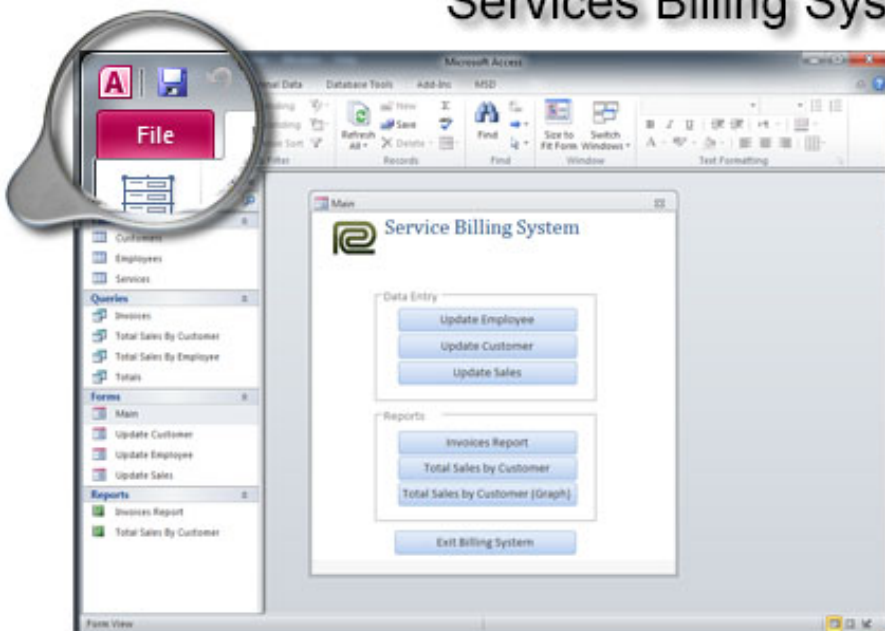 Services Billing Sys
Microsoft Access
File
nal Data Database Tools Add-Ins MSD
Refresh All
New
Save
Delete
Records
Find
Find
Size to Fit Form
Switch Windows
Window
Text Formatting
Customers
Employees
Services
Queries
Invoices
Total Sales By Customer
Total Sales By Employee
Totals
Forms
Main
Update Customer
Update Employee
Update Sales
Reports
Invoices Report
Total Sales By Customer
Main
Service Billing System
Data Entry
Update Employee
Update Customer
Update Sales
Reports
Invoices Report
Total Sales by Customer
Total Sales by Customer (Graph)
Exit Billing System
Form View